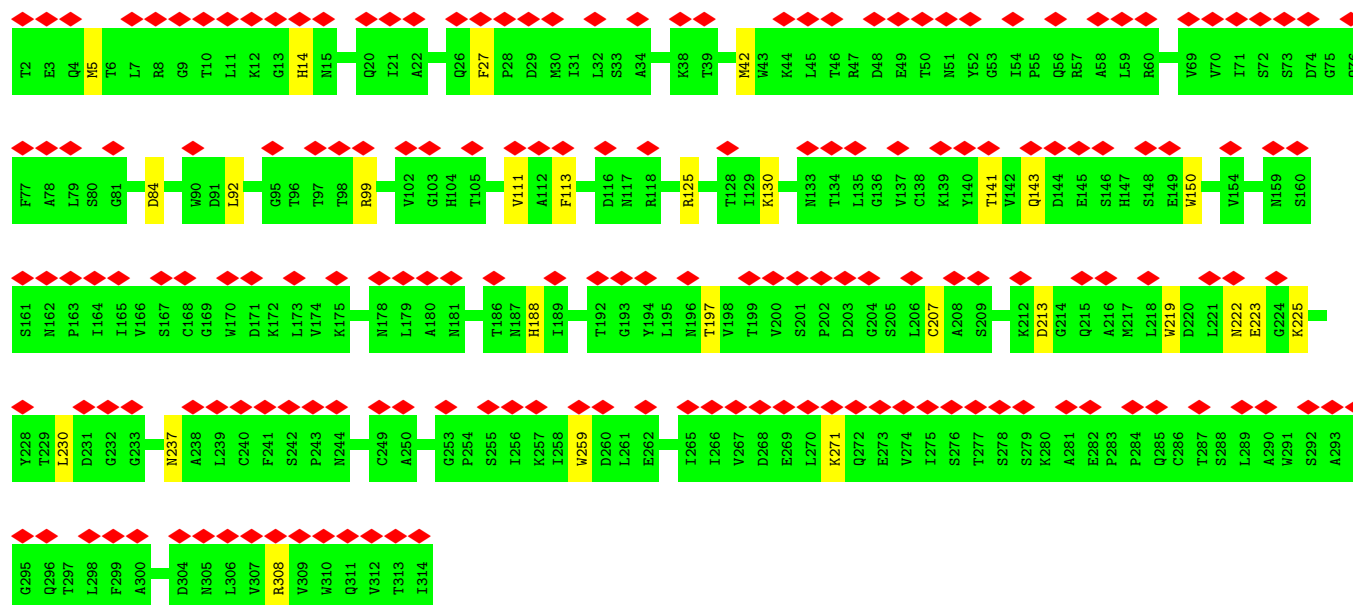 T2 E3 Q4 M5 T6 L7 R8 G9 T10 L11 K12 G13 H14 N15 Q20 I21 A22 Q26 F27 P28 D29 M30 I31 L32 S33 A34 K38 T39 M42 W43 K44 L45 T46 R47 D48 E49 T50 N51 Y52 G53 I54 P55 Q56 R57 A58 L59 R60 V69 V70 I71 S72 S73 D74 G75
F77 A78 L79 S80 G81 D84 W90 D91 L92 G95 T96 T97 T98 R99 V102 G103 H104 T105 V111 A112 F113 D116 N117 R118 R125 T128 I129 K130 N133 T134 L135 G136 V137 C138 K139 Y140 T141 V142 Q143 D144 E145 S146 H147 S148 E149 W150 V154 N159 S160
S161 N162 P163 I164 I165 V166 S167 C168 G169 W170 D171 K172 L173 V174 K175 N178 L179 A180 N181 T186 N187 H188 I189 T192 G193 Y194 L195 N196 T197 V198 T199 V200 S201 P202 D203 G204 S205 L206 C207 A208 S209 K212 D213 G214 Q215 A216 M217 L218 W219 D220 L221 N222 E223 G224 K225
Y228 T229 L230 D231 G232 G233 N237 A238 L239 C240 F241 S242 P243 N244 C249 A250 G253 P254 S255 I256 K257 I258 W259 D260 L261 E262 I265 I266 V267 D268 E269 L270 K271 Q272 E273 V274 I275 S276 T277 S278 S279 K280 A281 E282 P283 P284 Q285 C286 T287 S288 L289 A290 W291 S292 A293
G295 Q296 T297 L298 F299 A300 D304 N305 L306 V307 R308 V309 W310 Q311 V312 T313 I314